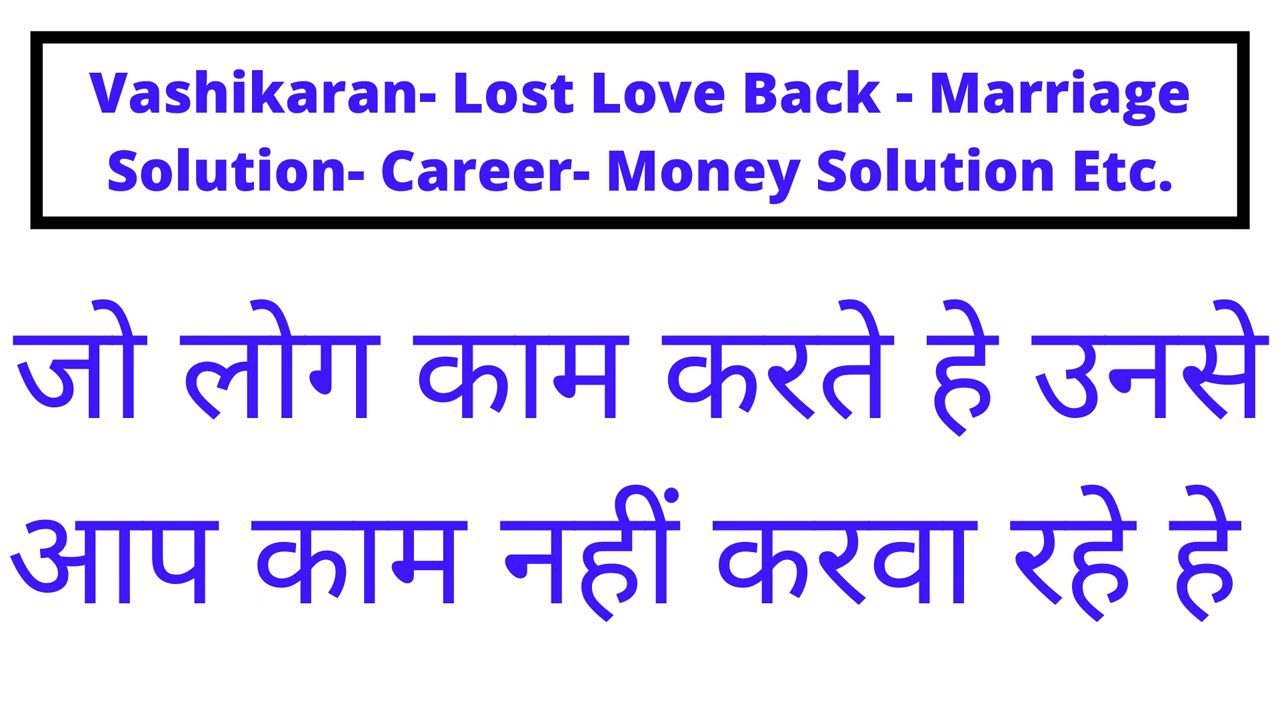 Vashikaran- Lost Love Back - Marriage
Solution- Career- Money Solution Etc.
जो लोग काम करते हे उनसे
आप काम नहीं करवा रहे हे